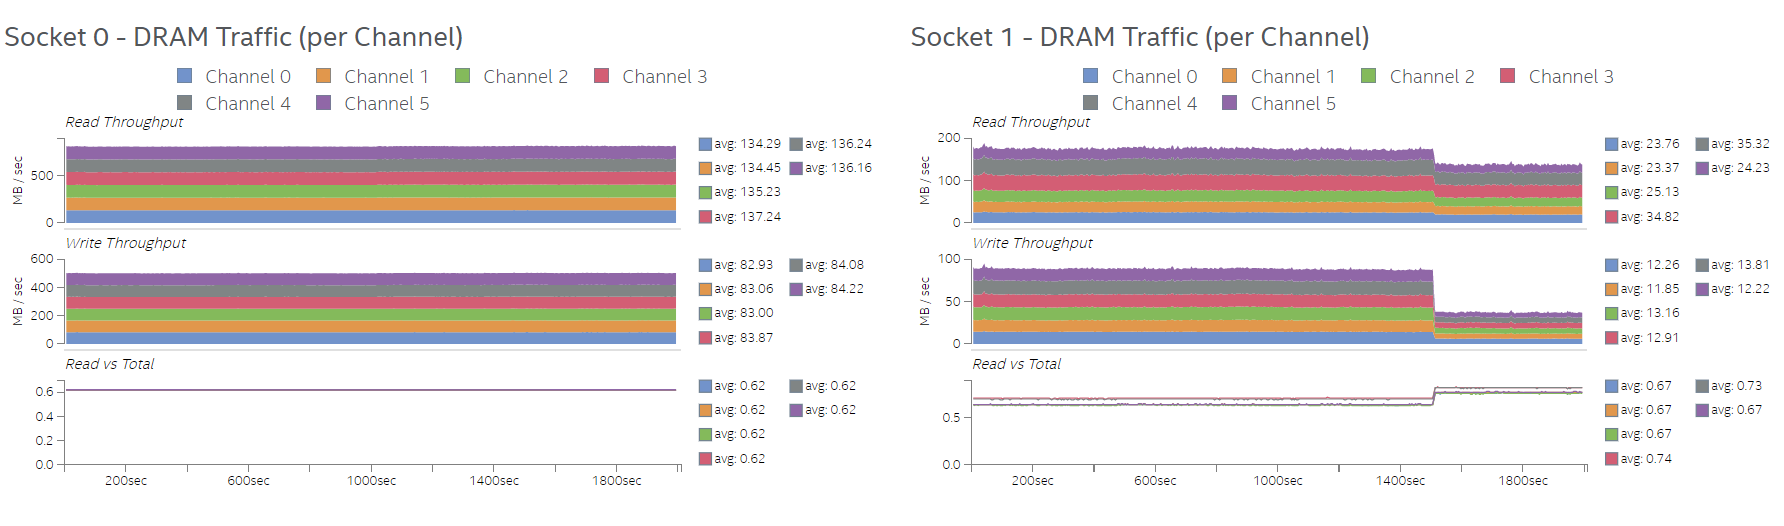 Socket 0 - DRAM Traffic (per Channel)
Channel 0 Channel 1 Channel 2 Channel 3
Channel 4 Channel 5
Read Throughput
MB / sec
500
0
avg: 134.29 avg: 136.24
avg: 134.45 avg: 136.16
avg: 135.23
avg: 137.24
Write Throughput
MB / sec
600
400
200
0
avg: 82.93 avg: 84.08
avg: 83.06 avg: 84.22
avg: 83.00
avg: 83.87
Read vs Total
0.6
0.4
0.2
0.0
avg: 0.62 avg: 0.62
avg: 0.62 avg: 0.62
avg: 0.62
avg: 0.62
200sec 600sec 1000sec 1400sec 1800sec
Socket 1 - DRAM Traffic (per Channel)
Channel 0 Channel 1 Channel 2 Channel 3
Channel 4 Channel 5
Read Throughput
MB / sec
200
100
0
avg: 23.76 avg: 35.32
avg: 23.37 avg: 24.23
avg: 25.13
avg: 34.82
Write Throughput
MB / sec
100
50
0
avg: 12.26 avg: 13.81
avg: 11.85 avg: 12.22
avg: 13.16
avg: 12.91
Read vs Total
0.5
0.0
avg: 0.67 avg: 0.73
avg: 0.67 avg: 0.67
avg: 0.67
avg: 0.74
200sec 600sec 1000sec 1400sec 1800sec